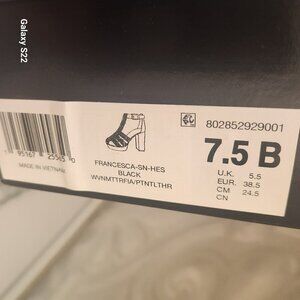 Galaxy S22
802852929001
7.5 B
FRANCESCA-SN-HES
BLACK
WVNMTTRFIA/PTNTLTHR
U.K. 5.5
EUR. 38.5
CM 24.5
CN
MADE IN VIETNAM